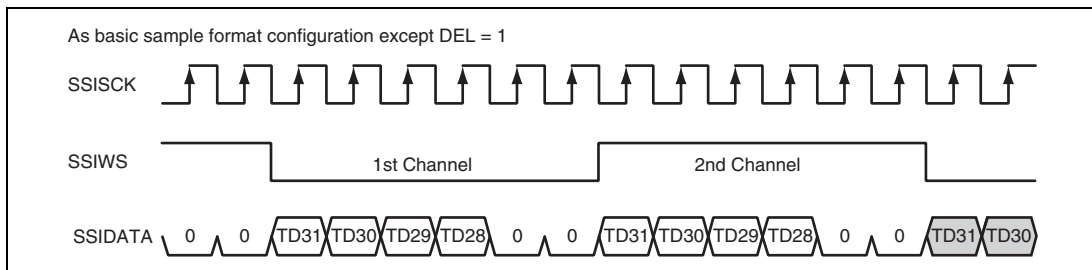 As basic sample format configuration except DEL = 1
SSISCK
SSIWS 1st Channel 2nd Channel
SSIDATA 0 0 TD31 TD30 TD29 TD28 0 0 TD31 TD30 TD29 TD28 0 0 TD31 TD30